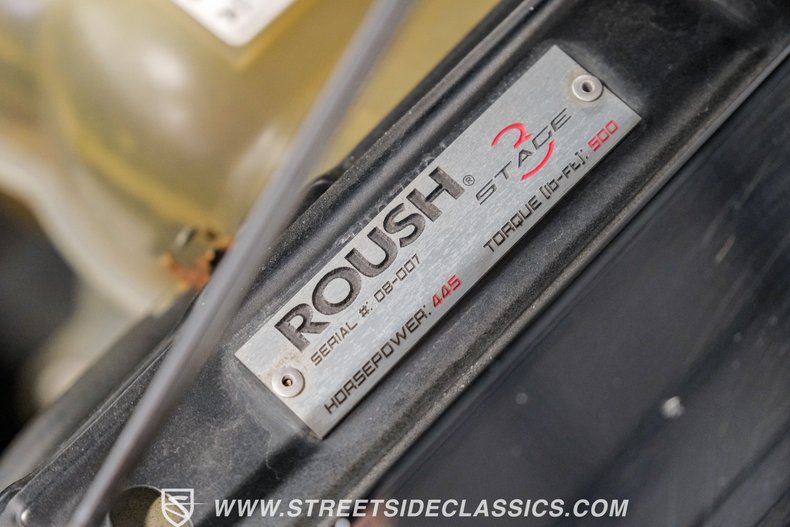 ROUSH®
3
STAGE
SERIAL #: 08-007
HORSEPOWER: 445
TORQUE (lb-Ft): 500
WWW.STREETSIDECLASSICS.COM